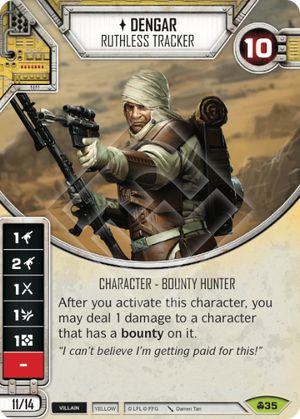 DENGAR
RUTHLESS TRACKER
10
1
2
1
1
1
-
CHARACTER - BOUNTY HUNTER
After you activate this character, you
may deal 1 damage to a character
that has a bounty on it.
"I can't believe I'm getting paid for this!"
11/14
VILLAIN
YELLOW
© LFL © FFG
Darren Tan
35